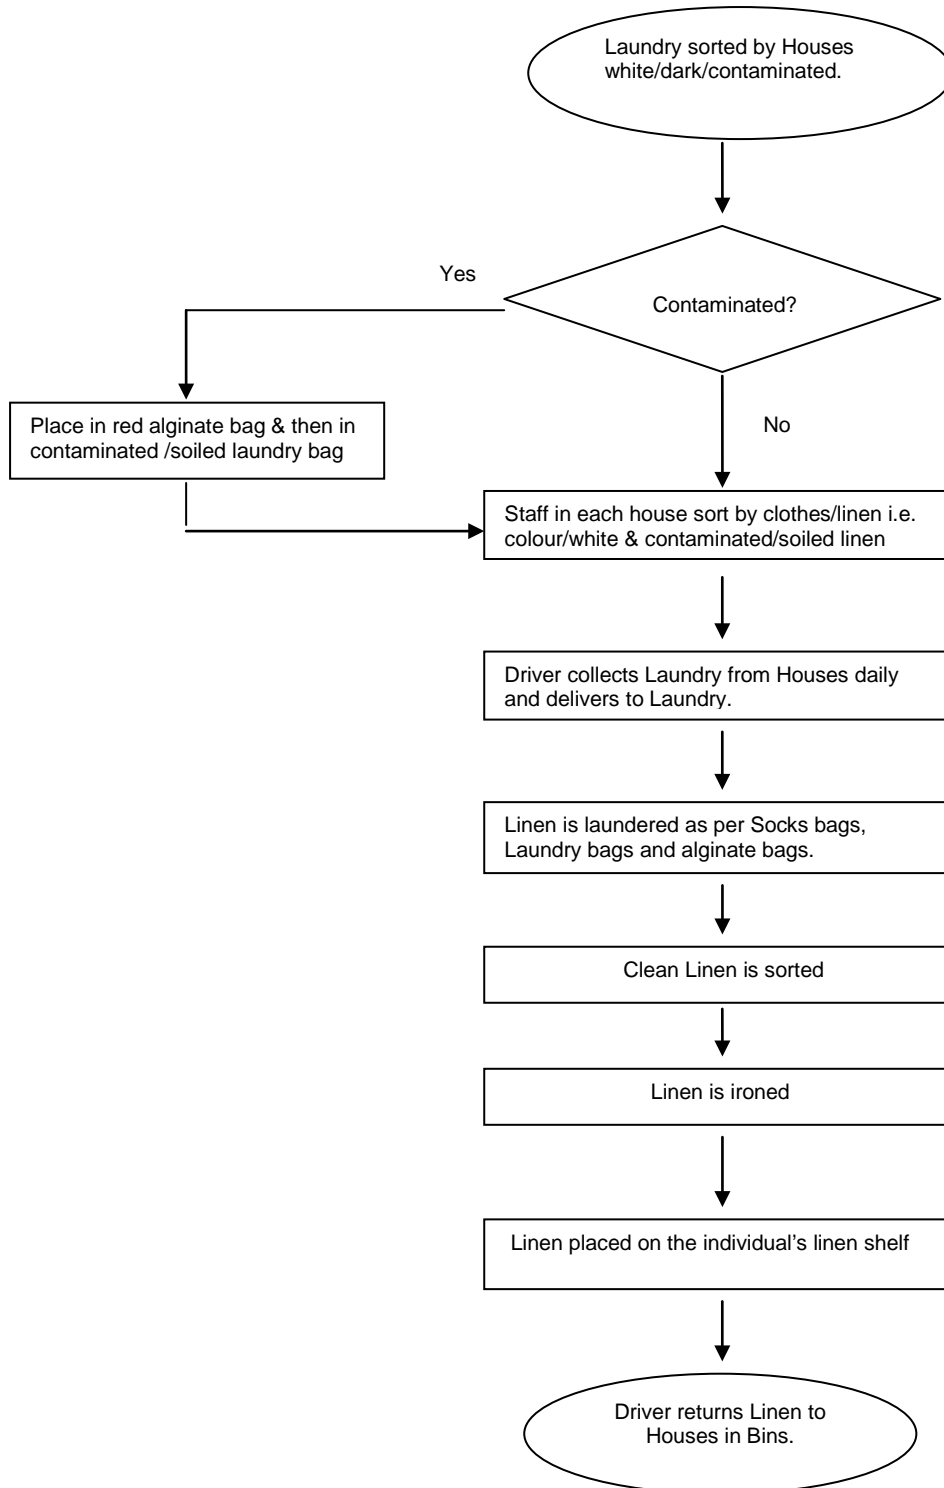 Laundry sorted by Houses
white/dark/contaminated.
Yes
Contaminated?
Place in red alginate bag & then in
contaminated /soiled laundry bag
No
Staff in each house sort by clothes/linen i.e.
colour/white & contaminated/soiled linen
Driver collects Laundry from Houses daily
and delivers to Laundry.
Linen is laundered as per Socks bags,
Laundry bags and alginate bags.
Clean Linen is sorted
Linen is ironed
Linen placed on the individual's linen shelf
Driver returns Linen to
Houses in Bins.